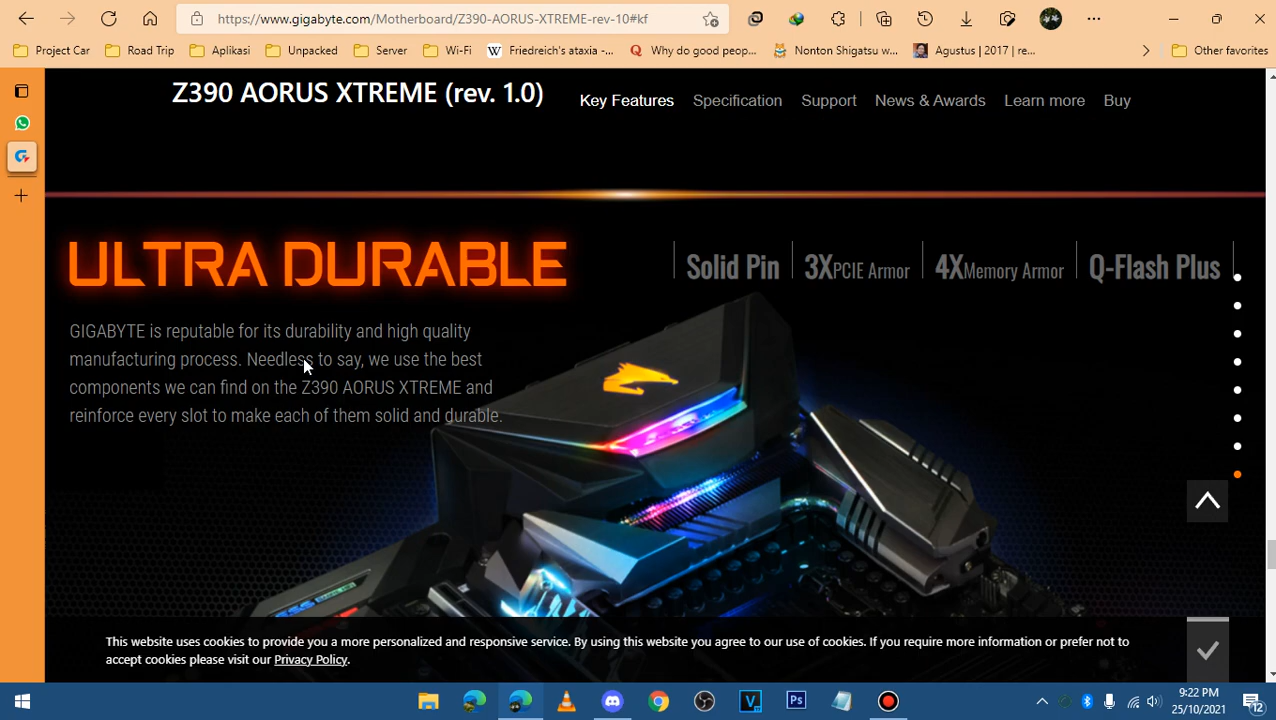 https://www.gigabyte.com/Motherboard/Z390-AORUS-XTREME-rev-10#kf
Project Car
Road Trip
Aplikasi
Unpacked
Server
Wi-Fi
W Friedreich's ataxia -...
Why do good peop...
Nonton Shigatsu w...
Agustus | 2017 | re...
Other favorites
Z390 AORUS XTREME (rev. 1.0)
Key Features
Specification
Support
News & Awards
Learn more
Buy
ULTRA DURABLE
Solid Pin
3X PCIE Armor
4X Memory Armor
Q-Flash Plus
GIGABYTE is reputable for its durability and high quality
manufacturing process. Needless to say, we use the best
components we can find on the Z390 AORUS XTREME and
reinforce every slot to make each of them solid and durable.
This website uses cookies to provide you a more personalized and responsive service. By using this website you agree to our use of cookies. If you require more information or prefer not to
accept cookies please visit our Privacy Policy.
Ps
9:22 PM
25/10/2021
12